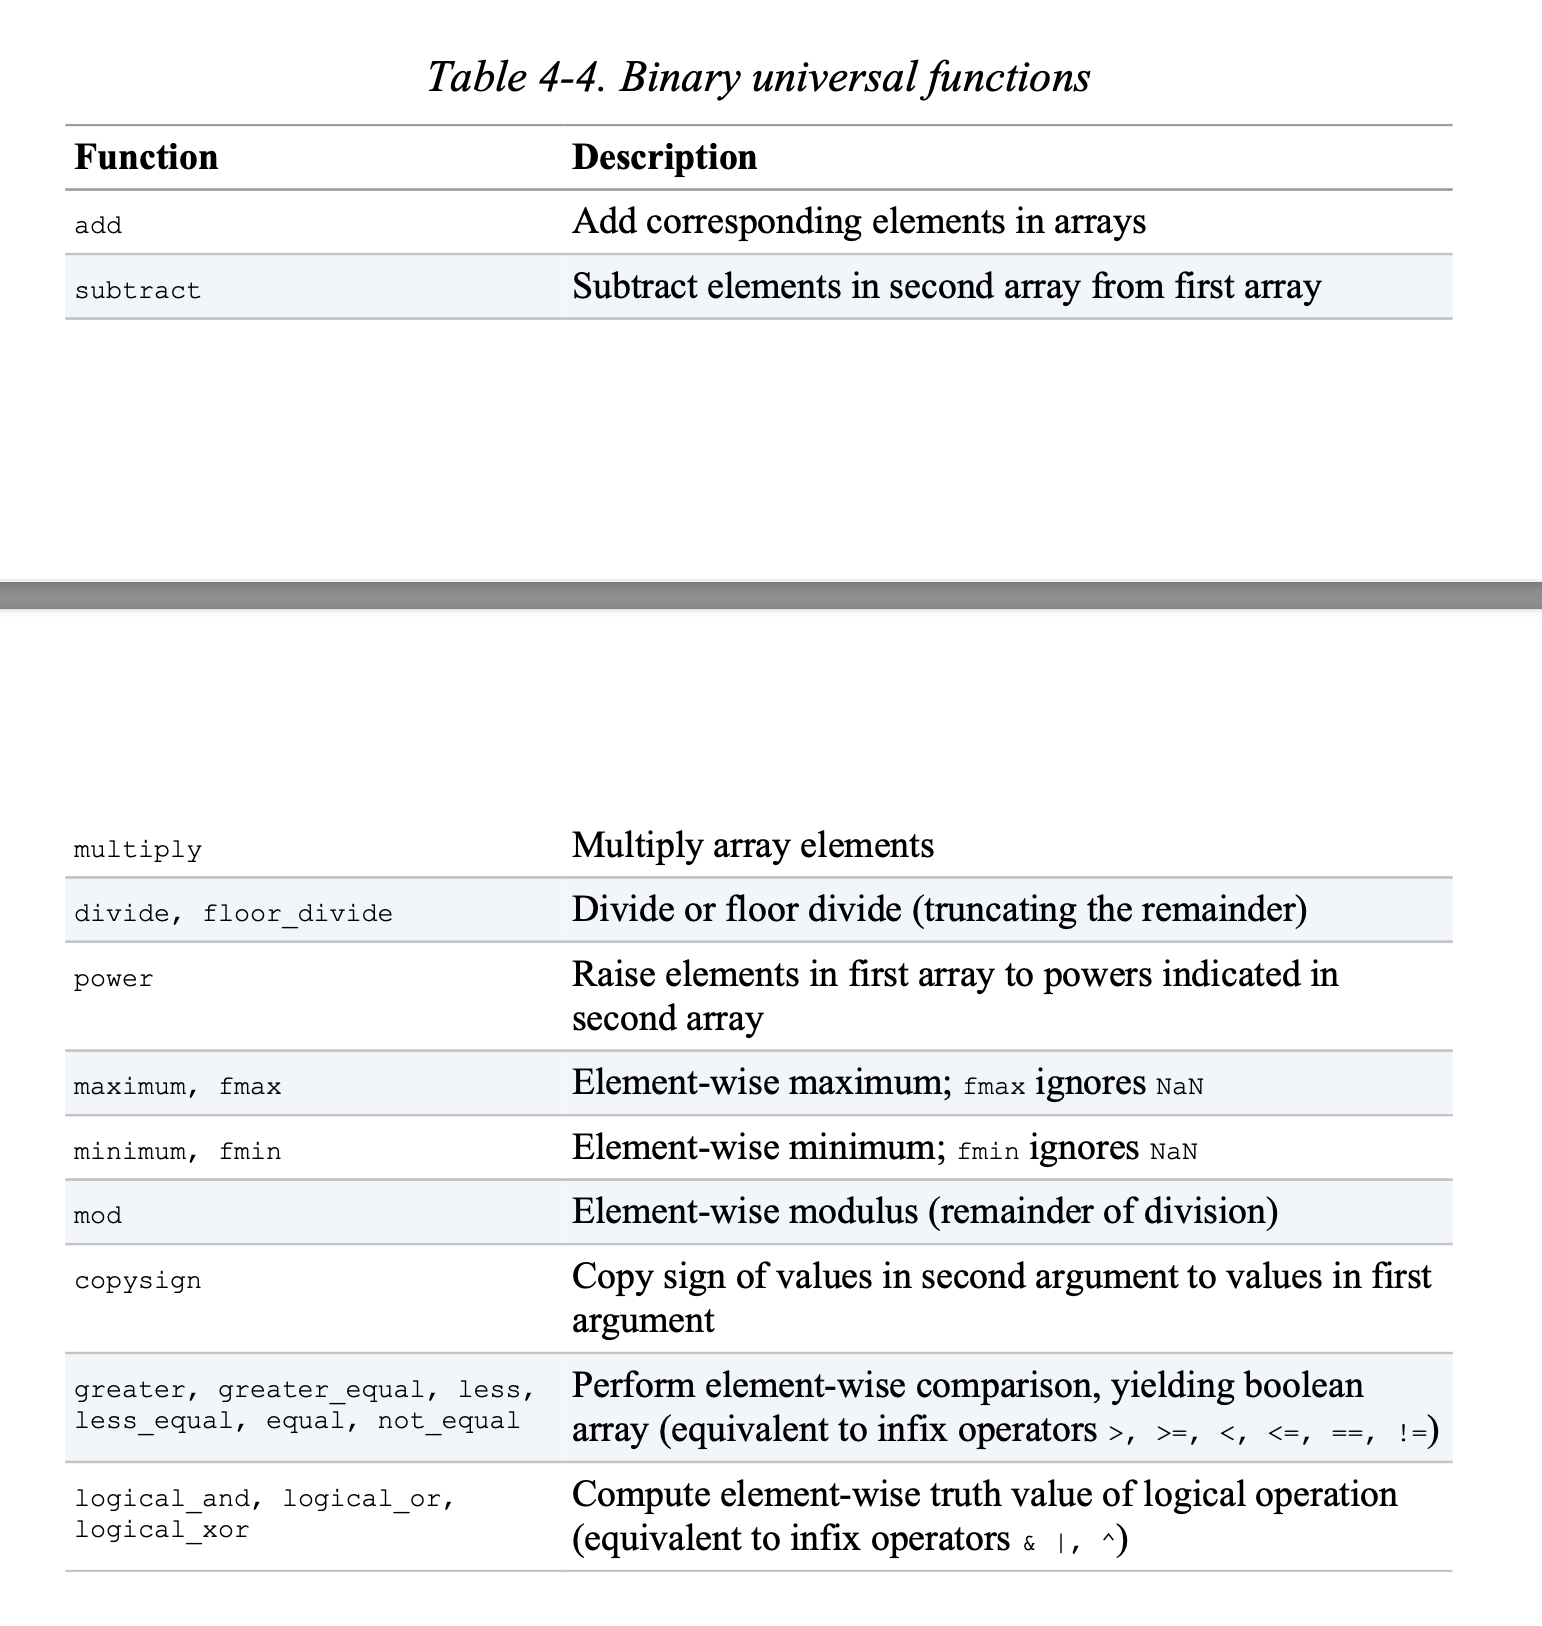 Table 4-4. Binary universal functions
Function Description
add Add corresponding elements in arrays
subtract Subtract elements in second array from first array
multiply Multiply array elements
divide, floor_divide Divide or floor divide (truncating the remainder)
power Raise elements in first array to powers indicated in
second array
maximum, fmax Element-wise maximum; fmax ignores NaN
minimum, fmin Element-wise minimum; fmin ignores NaN
mod Element-wise modulus (remainder of division)
copysign Copy sign of values in second argument to values in first
argument
greater, greater_equal, less, Perform element-wise comparison, yielding boolean
less_equal, equal, not_equal array (equivalent to infix operators >, >=, <, <=, ==, !=)
logical_and, logical_or, Compute element-wise truth value of logical operation
logical_xor (equivalent to infix operators & |, ^)